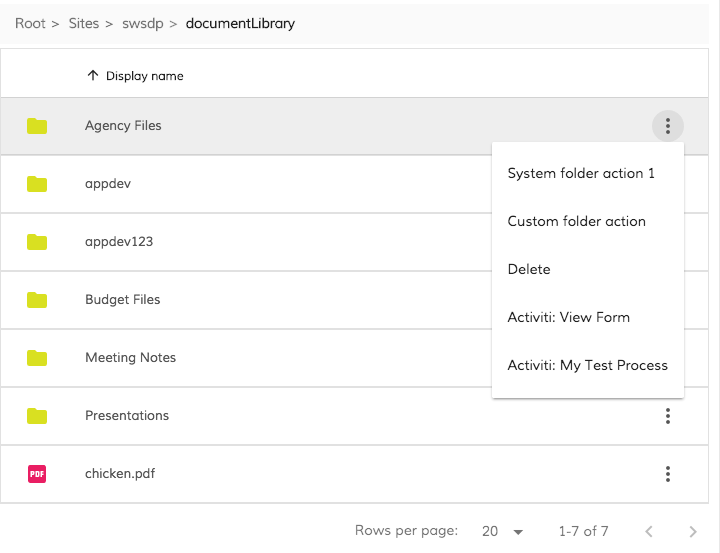 Root > Sites > swsdp > documentLibrary
Display name
Agency Files
System folder action 1
appdev
Custom folder action
appdev123
Delete
Budget Files
Activiti: View Form
Meeting Notes
Activiti: My Test Process
Presentations
PDF chicken.pdf
Rows per page: 20 1-7 of 7